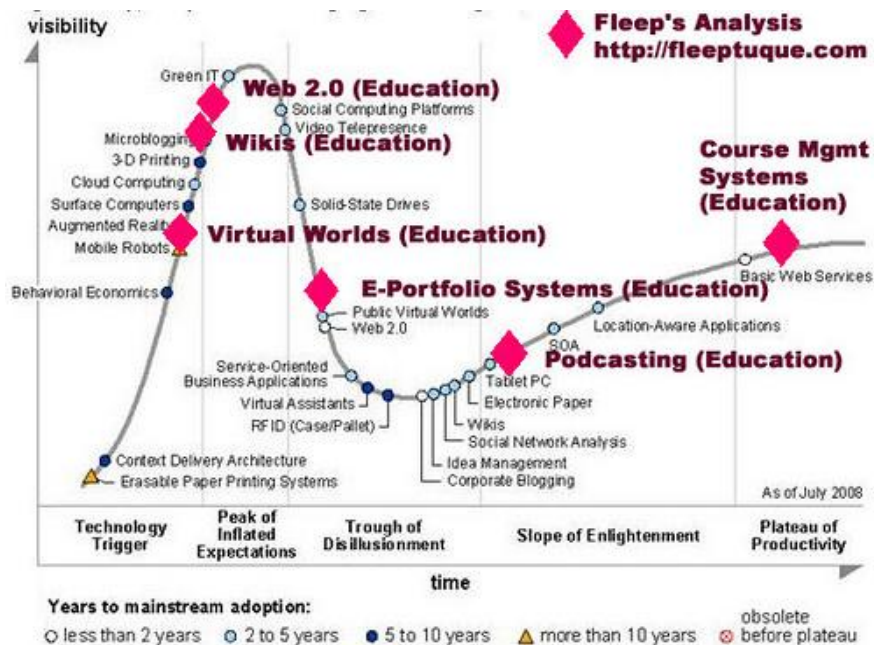 visibility
Fleep's Analysis
http://fleeptuque.com
Green IT
Web 2.0 (Education)
Social Computing Platforms
Video Telepresence
Microblogging
Wikis (Education)
3-D Printing
Cloud Computing
Surface Computers
Solid-State Drives
Augmented Reality
Virtual Worlds (Education)
Mobile Robots
Course Mgmt
Systems
(Education)
Basic Web Services
Behavioral Economics
E-Portfolio Systems (Education)
Public Virtual Worlds
Web 2.0
Location-Aware Applications
SOA
Podcasting (Education)
Service-Oriented
Business Applications
Virtual Assistants
RFID (Case/Pallet)
Tablet PC
Electronic Paper
Wikis
Social Network Analysis
Idea Management
Corporate Blogging
Context Delivery Architecture
Erasable Paper Printing Systems
As of July 2008
Technology
Trigger
Peak of
Inflated
Expectations
Trough of
Disillusionment
Slope of Enlightenment
Plateau of
Productivity
time
Years to mainstream adoption:
less than 2 years
2 to 5 years
5 to 10 years
more than 10 years
obsolete
before plateau